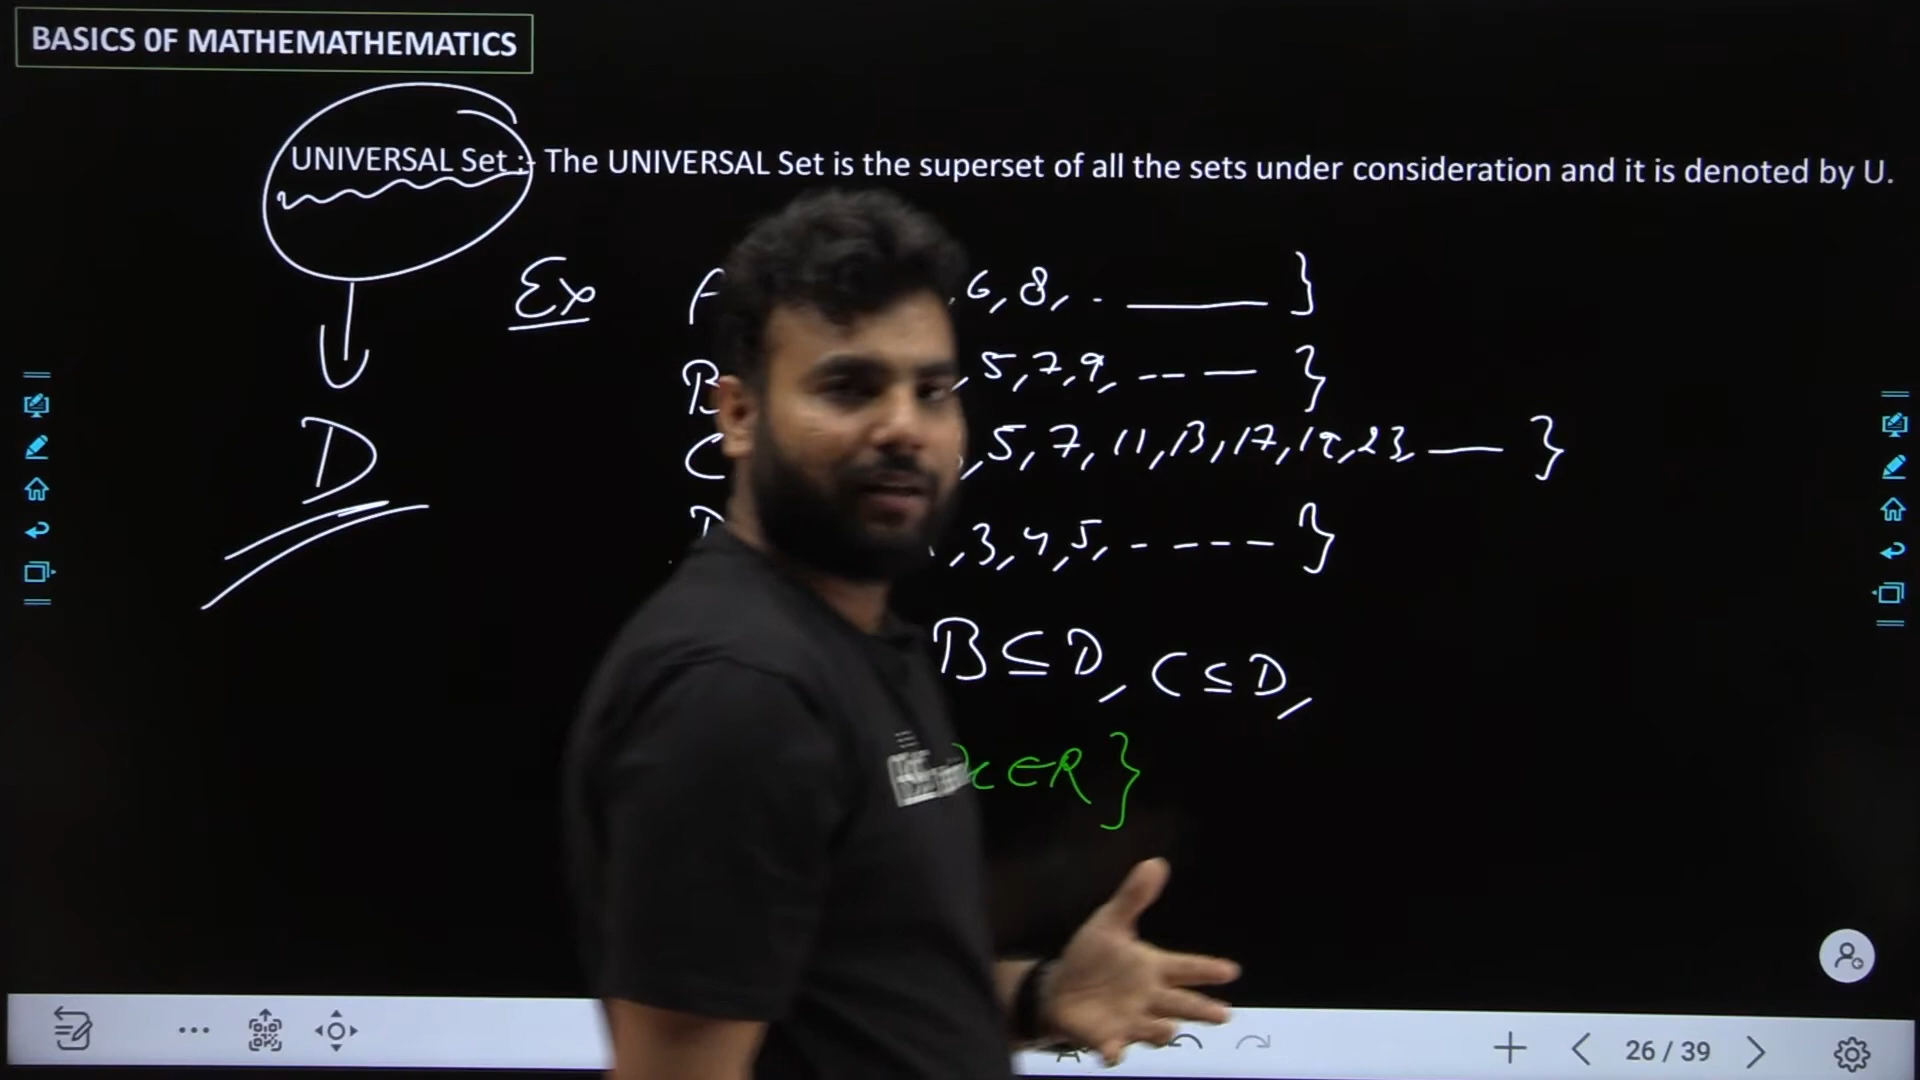 BASICS 0F MATHEMATHEMATICS
UNIVERSAL Set :- The UNIVERSAL Set is the superset of all the sets under consideration and it is denoted by U.
Ex A ,6,8,. —— }
B ,5,7,9, -- — }
C ,5,7,11,13,17,19,23, — }
D ,3,4,5, - - - - }
D
B ⊆ D, C ⊆ D,
x ∈ R }
26 / 39